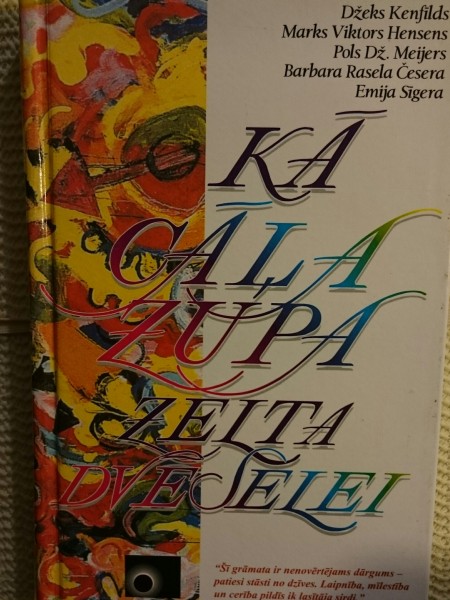 Džeks Kenfilds
Marks Viktors Hensens
Pols Dž. Meijers
Barbara Rasela Česera
Emija Sīgera
KĀ
CĀĻA
ZUPA
ZELTA
DVĒSELEI
"Šī grāmata ir nenovērtējams dārgums –
patiesi stāsti no dzīves. Laipnība, mīlestība
un cerība pildīs ik lasītāja sirdi."